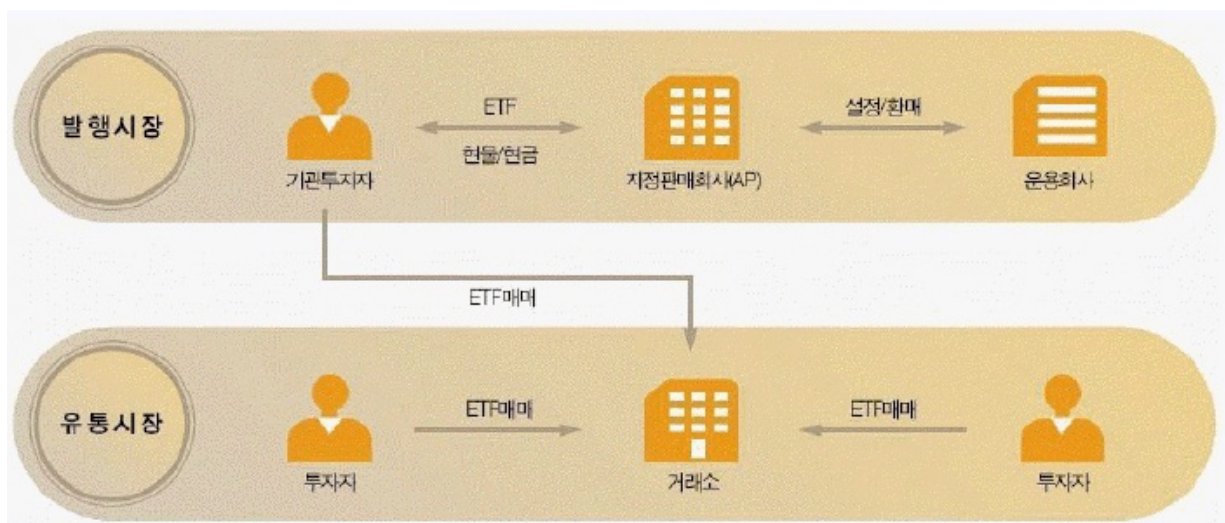 발행시장
ETF
현물/현금
설정/환매
기관투자자
지정판매회사(AP)
운용회사
ETF매매
유통시장
ETF매매
ETF매매
투자자
거래소
투자자